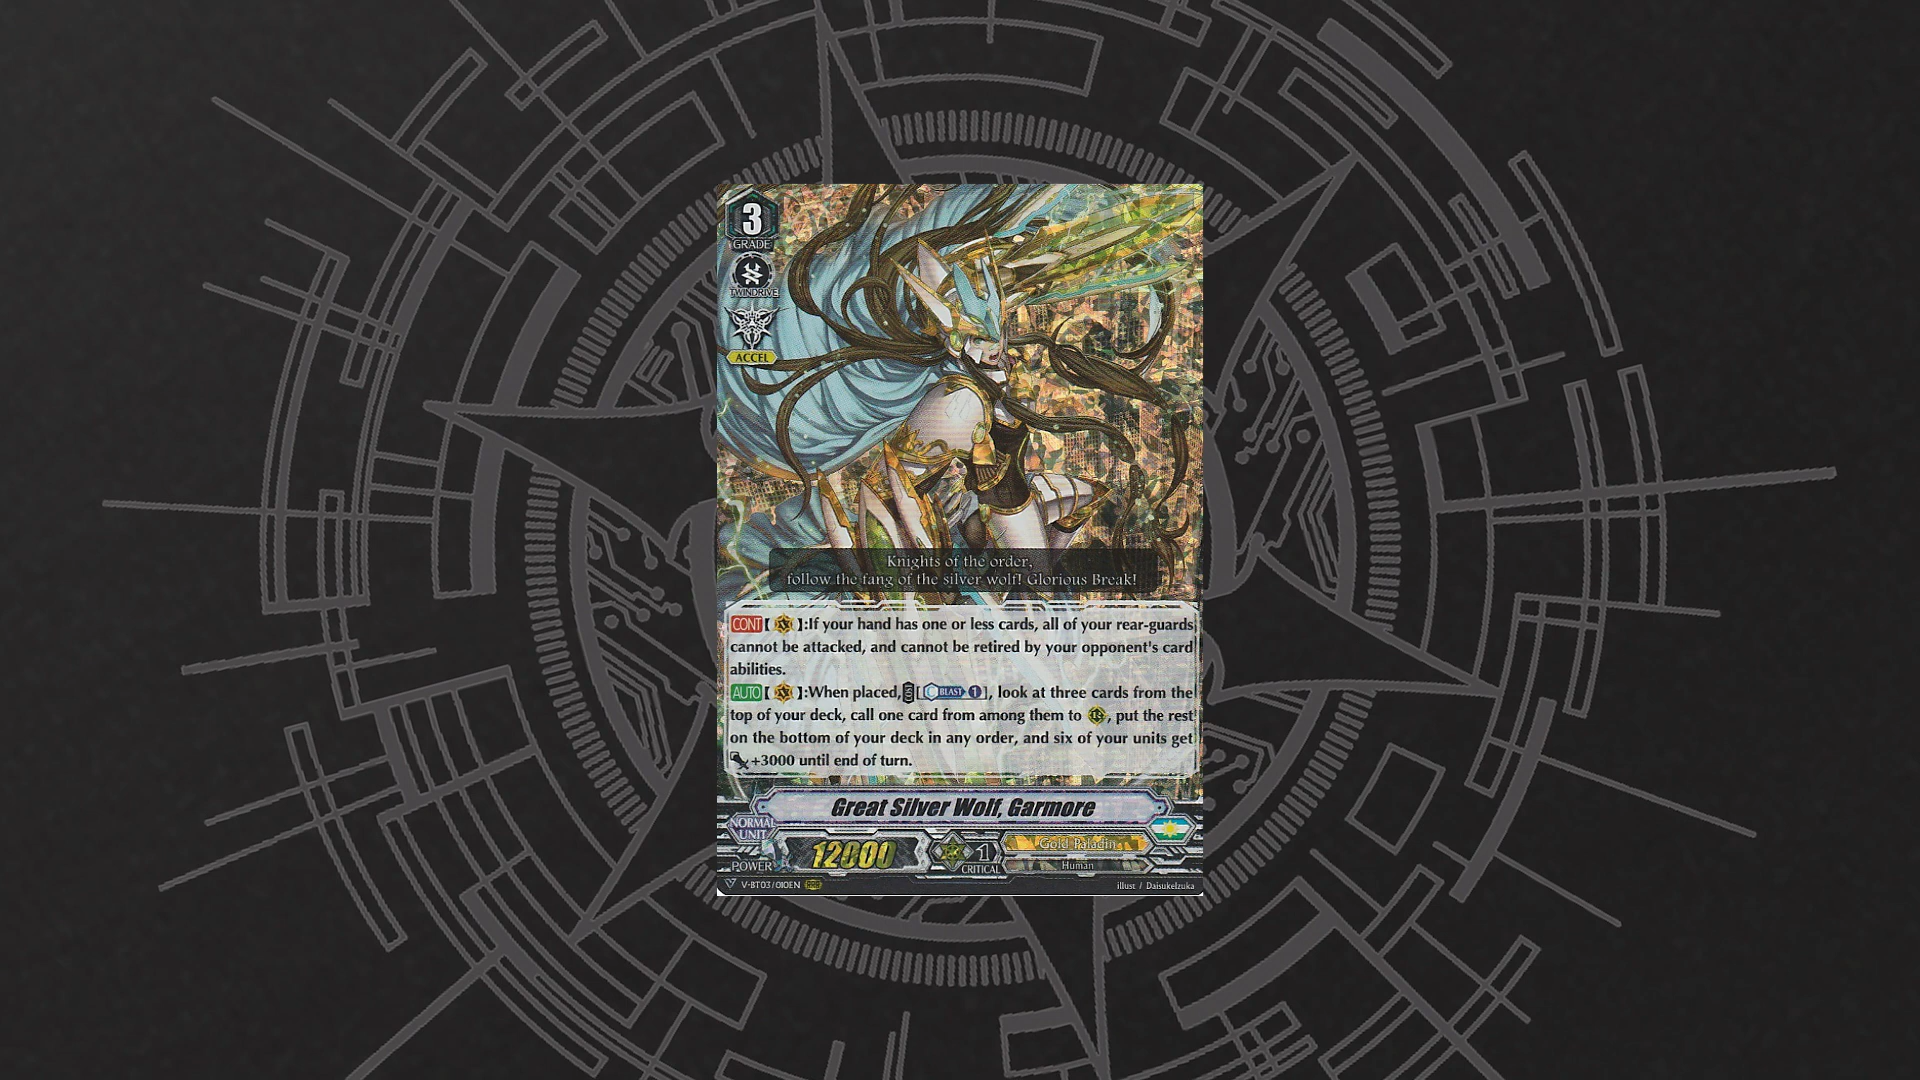 3
GRADE
TWINDRIVE
ACCEL
Knights of the order,
follow the fang of the silver wolf! Glorious Break!
CONT【 V 】:If your hand has one or less cards, all of your rear-guards
cannot be attacked, and cannot be retired by your opponent's card
abilities.
AUTO【 V 】:When placed, COST [C BLAST 1], look at three cards from the
top of your deck, call one card from among them to R, put the rest
on the bottom of your deck in any order, and six of your units get
+3000 until end of turn.
Great Silver Wolf, Garmore
NORMAL
UNIT
POWER 12000
1
CRITICAL
Gold Paladin
Human
V-BT03/010EN RRR
illust / DaisukeIzuka